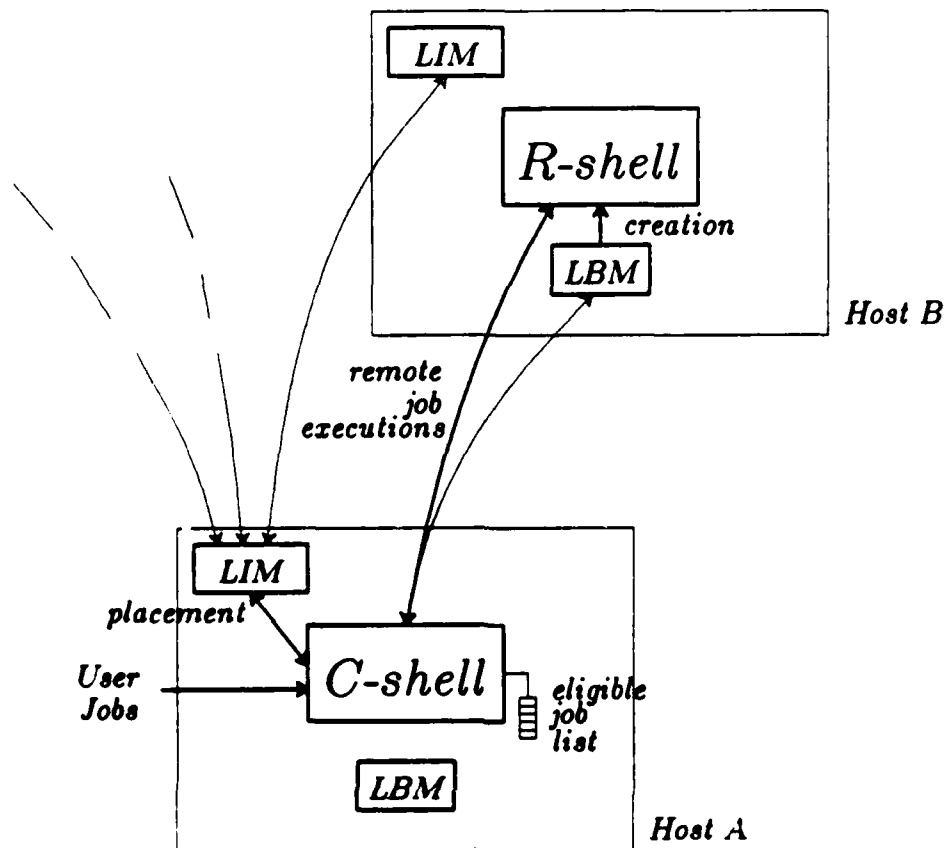 LIM
R-shell
creation
LBM
Host B
remote
job
executions
LIM
placement
C-shell
User
Jobs
eligible
job
list
LBM
Host A